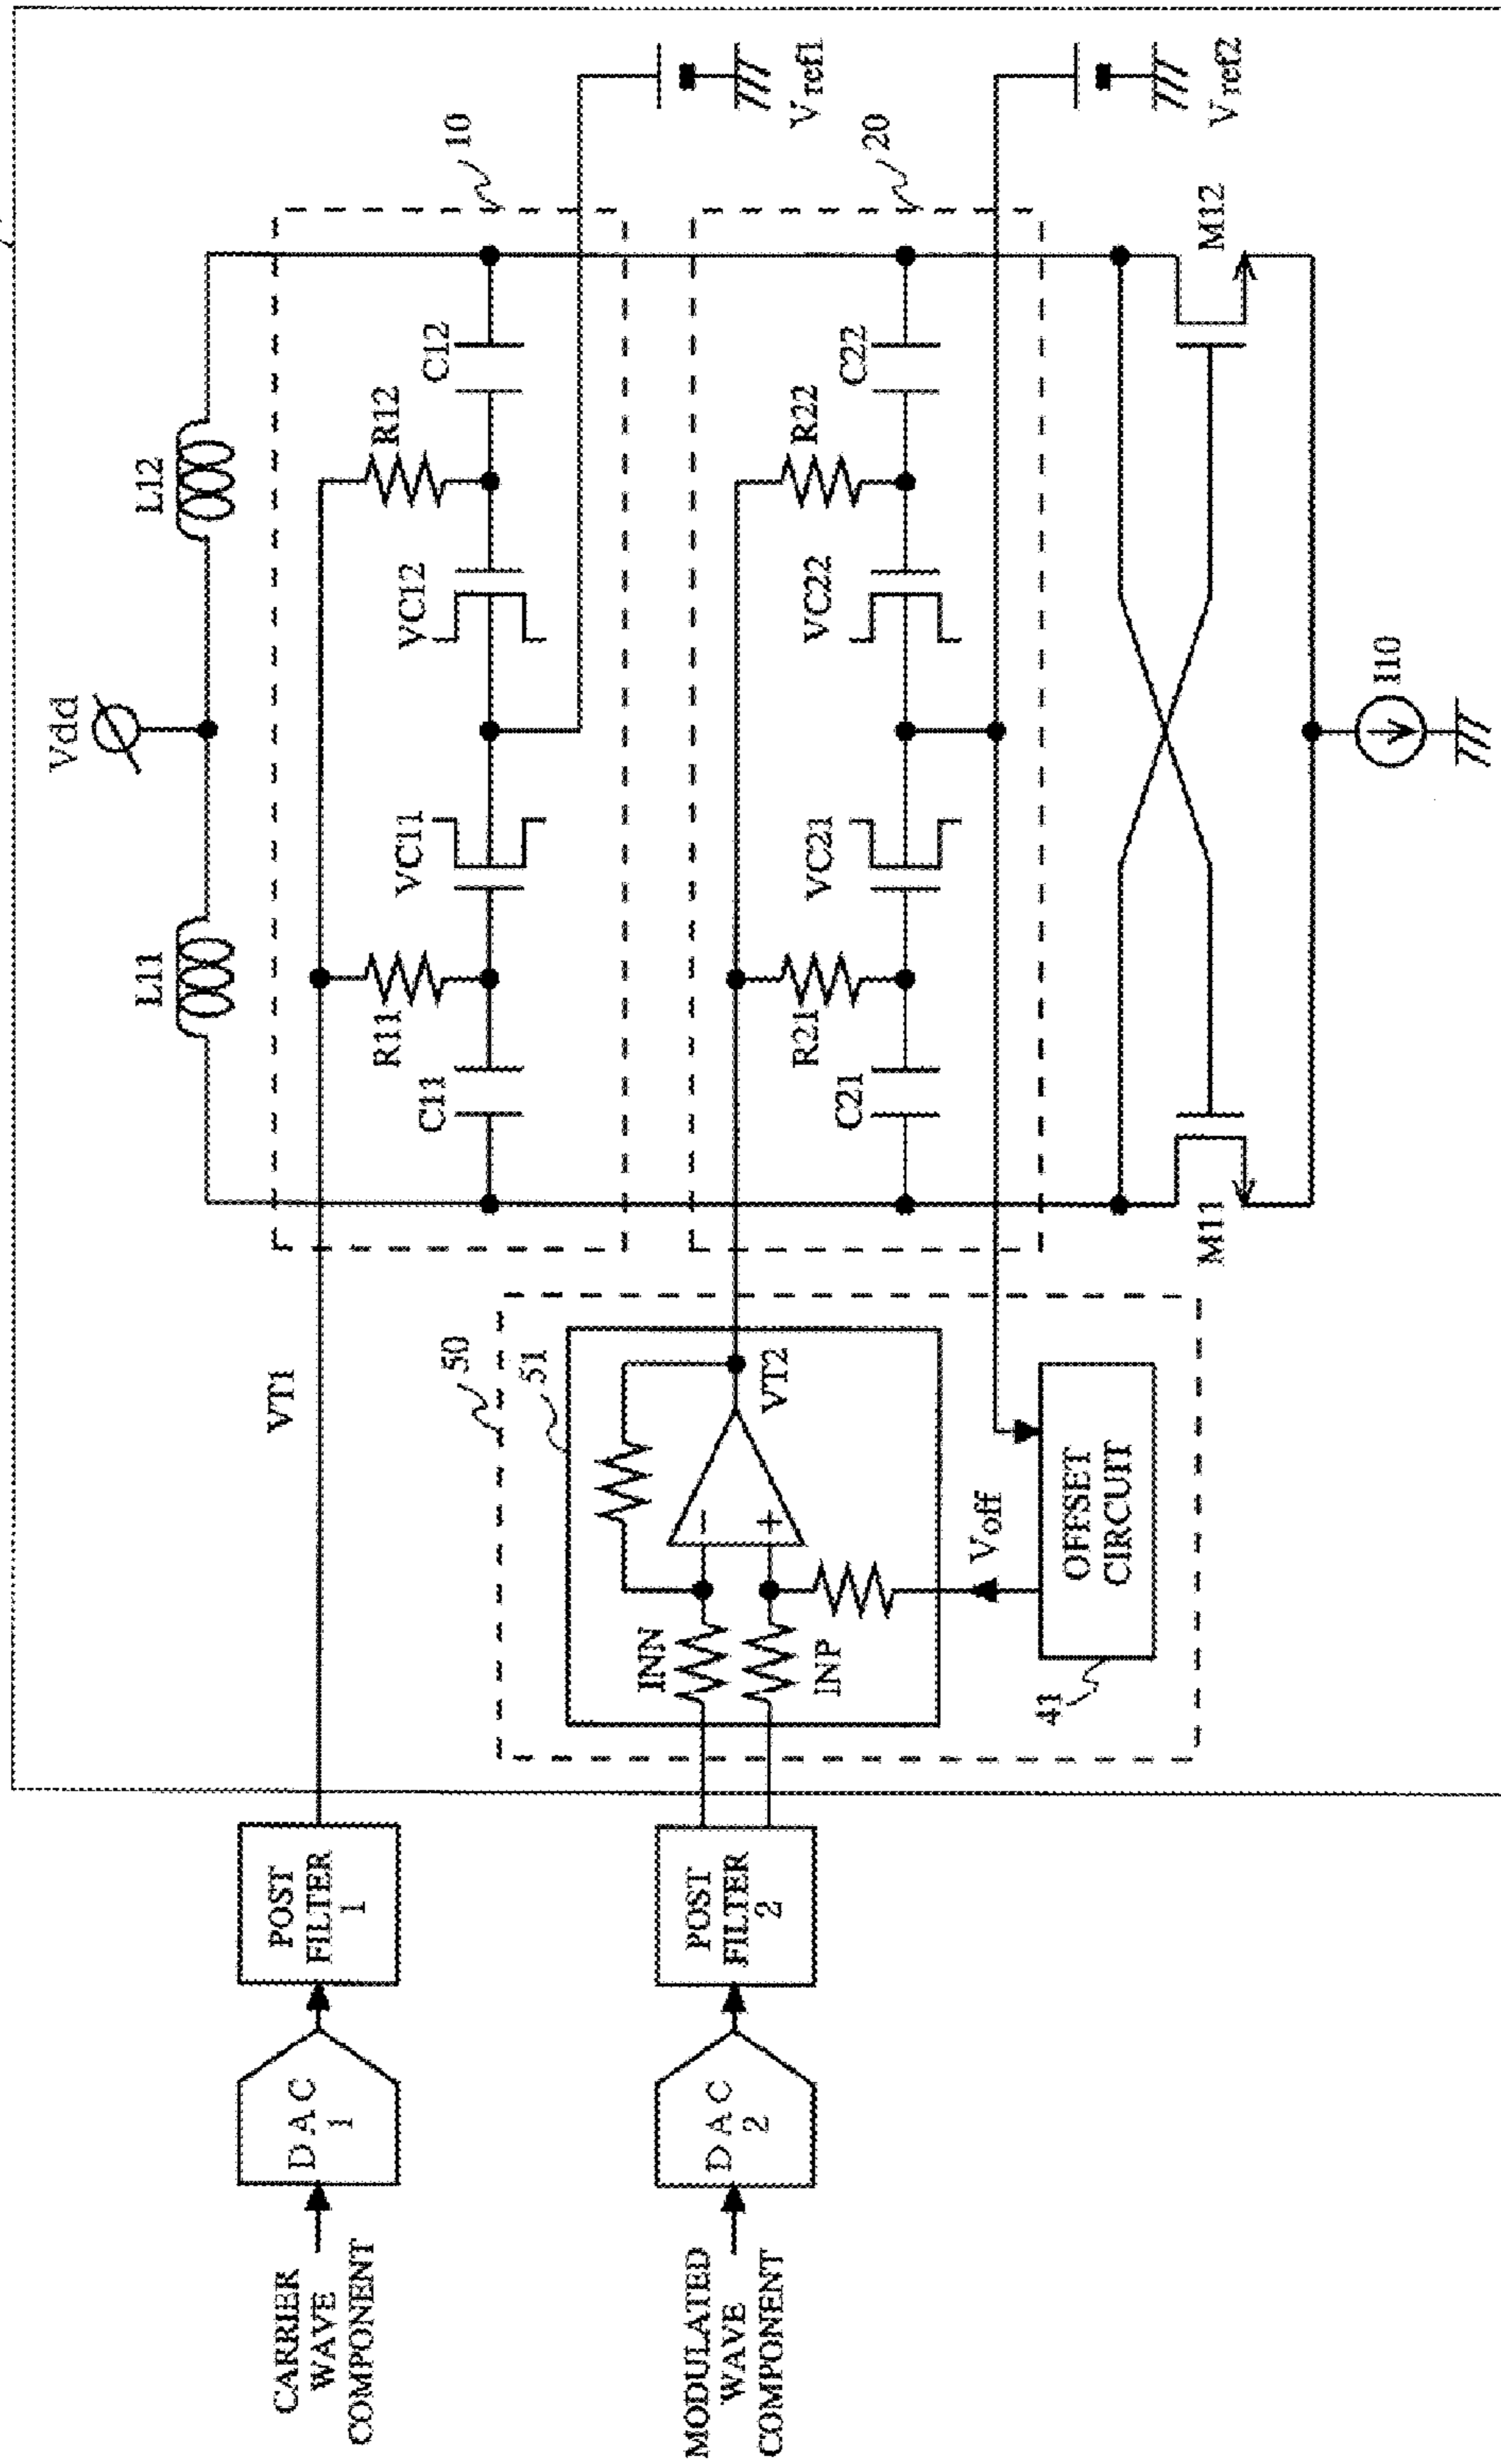 Vdd
L11
L12
10
VT1
R11
R12
C11
VC11
VC12
C12
Vref1
CARRIER
WAVE
COMPONENT
D A C
1
POST
FILTER
1
50
51
INN
INP
−
+
VT2
20
R21
R22
C21
VC21
VC22
C22
Vref2
MODULATED
WAVE
COMPONENT
D A C
2
POST
FILTER
2
Voff
41
OFFSET
CIRCUIT
M11
M12
I10